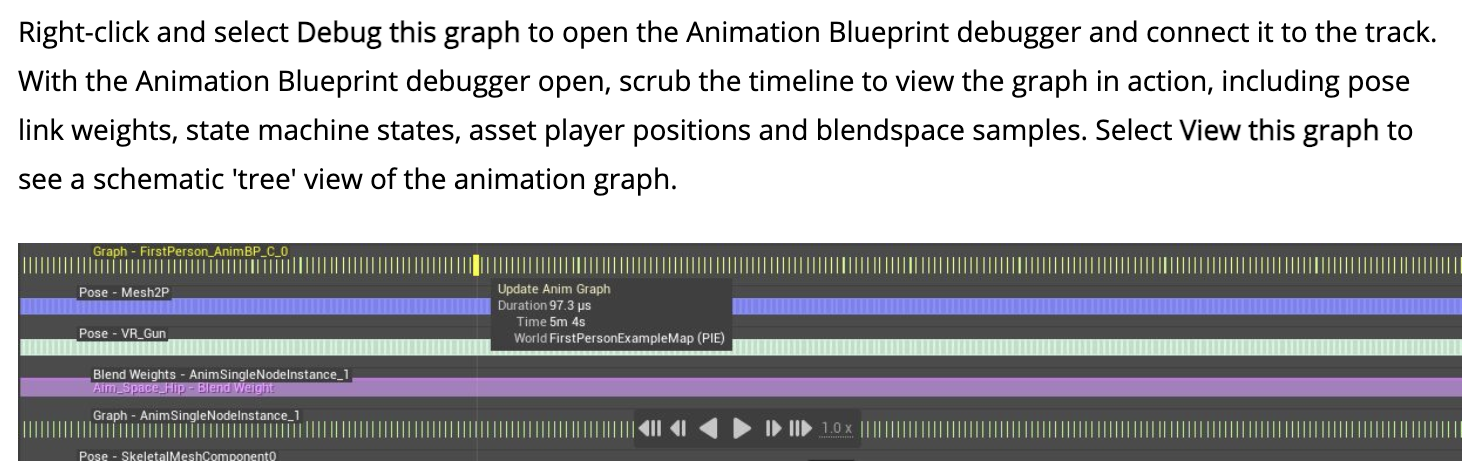 Right-click and select Debug this graph to open the Animation Blueprint debugger and connect it to the track.
With the Animation Blueprint debugger open, scrub the timeline to view the graph in action, including pose
link weights, state machine states, asset player positions and blendspace samples. Select View this graph to
see a schematic 'tree' view of the animation graph.
Graph - FirstPerson_AnimBP_C_0
Pose - Mesh2P
Update Anim Graph
Duration 97.3 µs
Time 5m 4s
World FirstPersonExampleMap (PIE)
Pose - VR_Gun
Blend Weights - AnimSingleNodeInstance_1
Aim_Space_Hip - Blend Weight
Graph - AnimSingleNodeInstance_1
1.0 x
Pose - SkeletalMeshComponent0